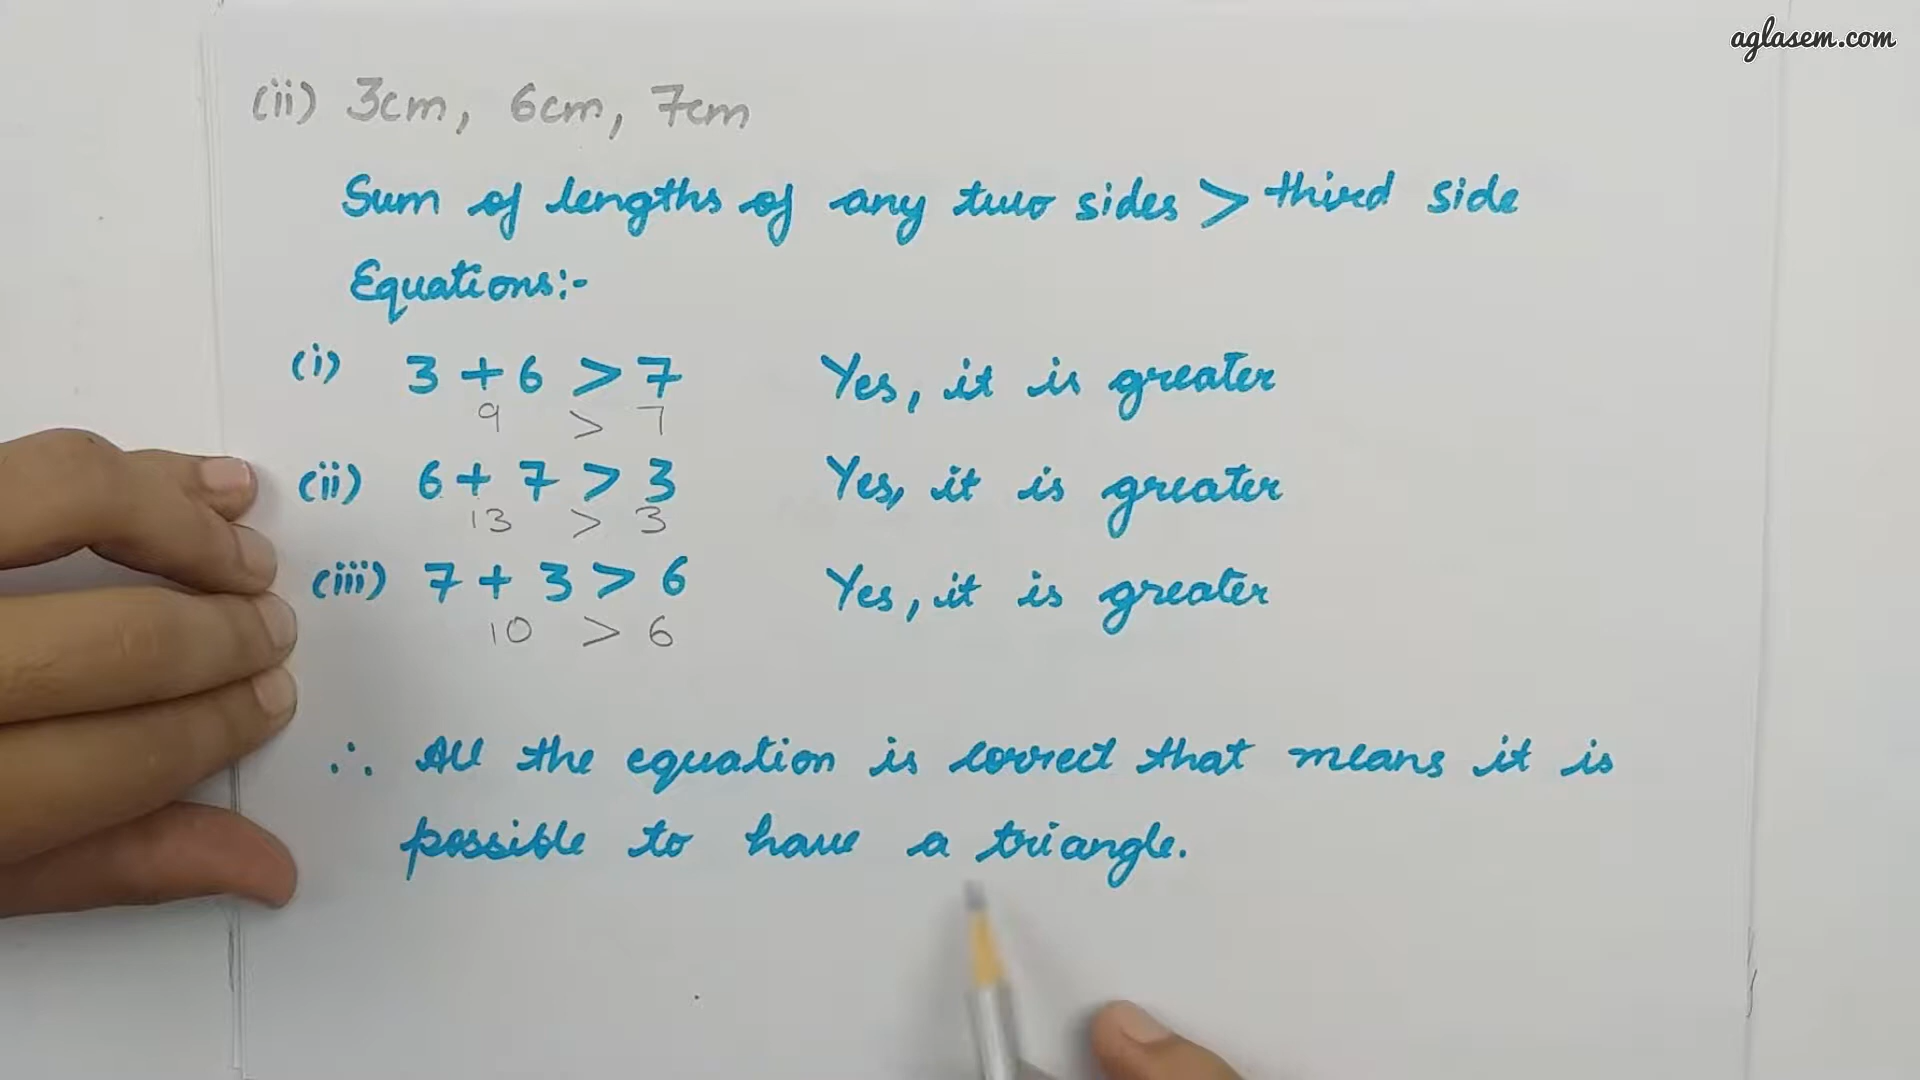 aglasem.com
(ii) 3cm, 6cm, 7cm
Sum of lengths of any two sides > third side
Equations:-
(i) 3 + 6 > 7 Yes, it is greater
9 > 7
(ii) 6 + 7 > 3 Yes, it is greater
13 > 3
(iii) 7 + 3 > 6 Yes, it is greater
10 > 6
∴ All the equation is correct that means it is
possible to have a triangle.